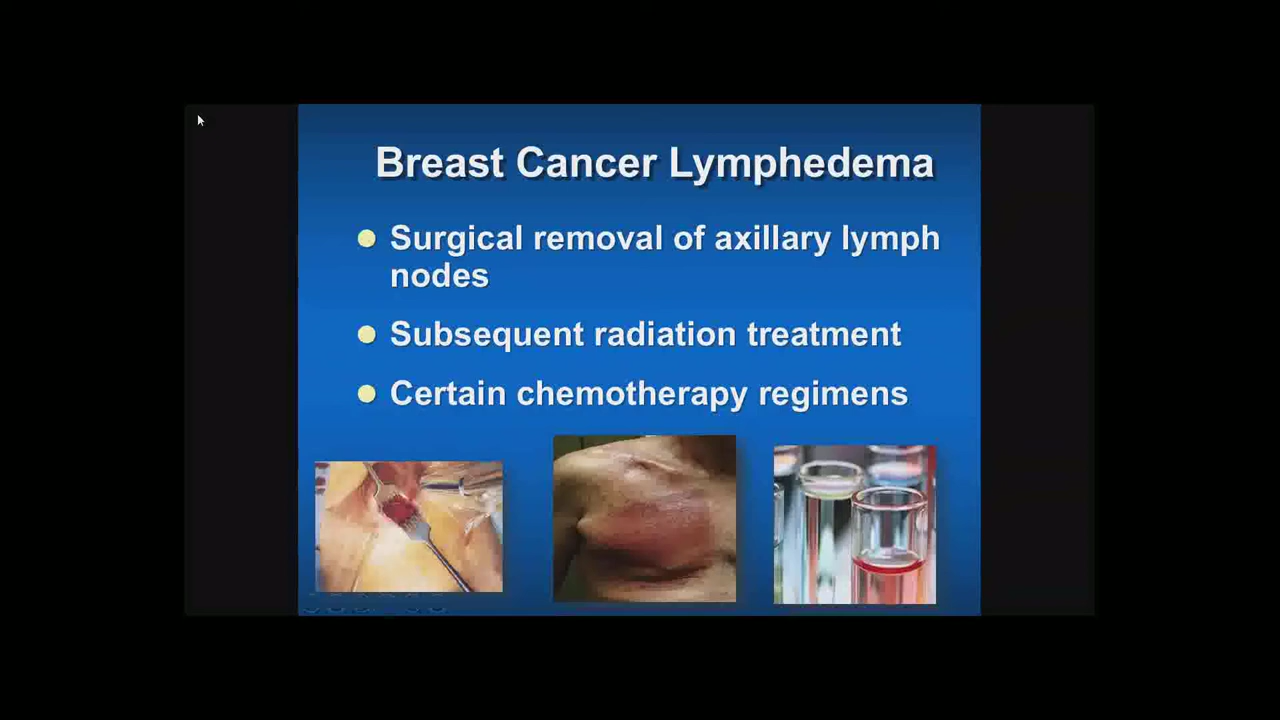 Breast Cancer Lymphedema
Surgical removal of axillary lymph
nodes
Subsequent radiation treatment
Certain chemotherapy regimens